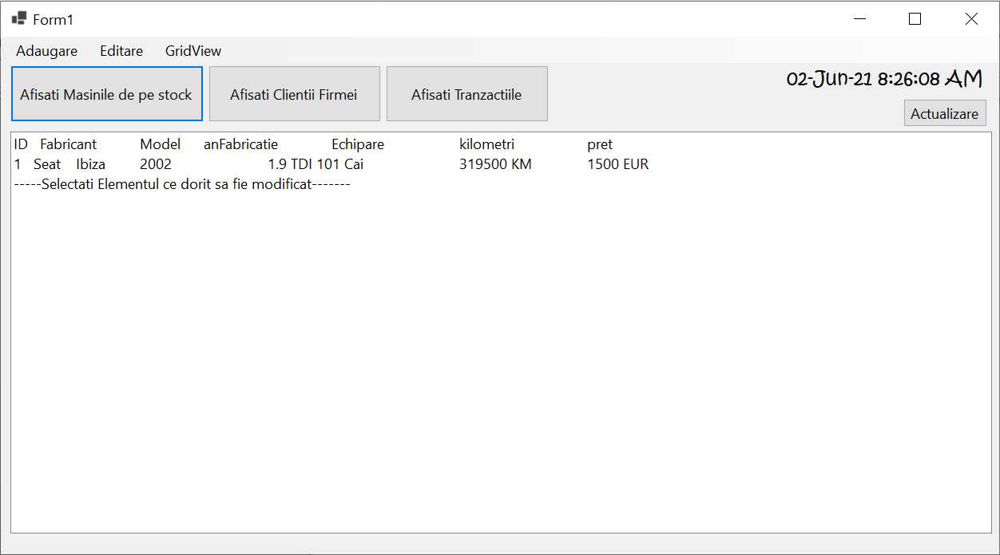 Form1
Adaugare Editare GridView
Afisati Masinile de pe stock Afisati Clientii Firmei Afisati Tranzactiile
02-Jun-21 8:26:08 AM
Actualizare
ID Fabricant Model anFabricatie Echipare kilometri pret
1 Seat Ibiza 2002 1.9 TDI 101 Cai 319500 KM 1500 EUR
-----Selectati Elementul ce dorit sa fie modificat-------